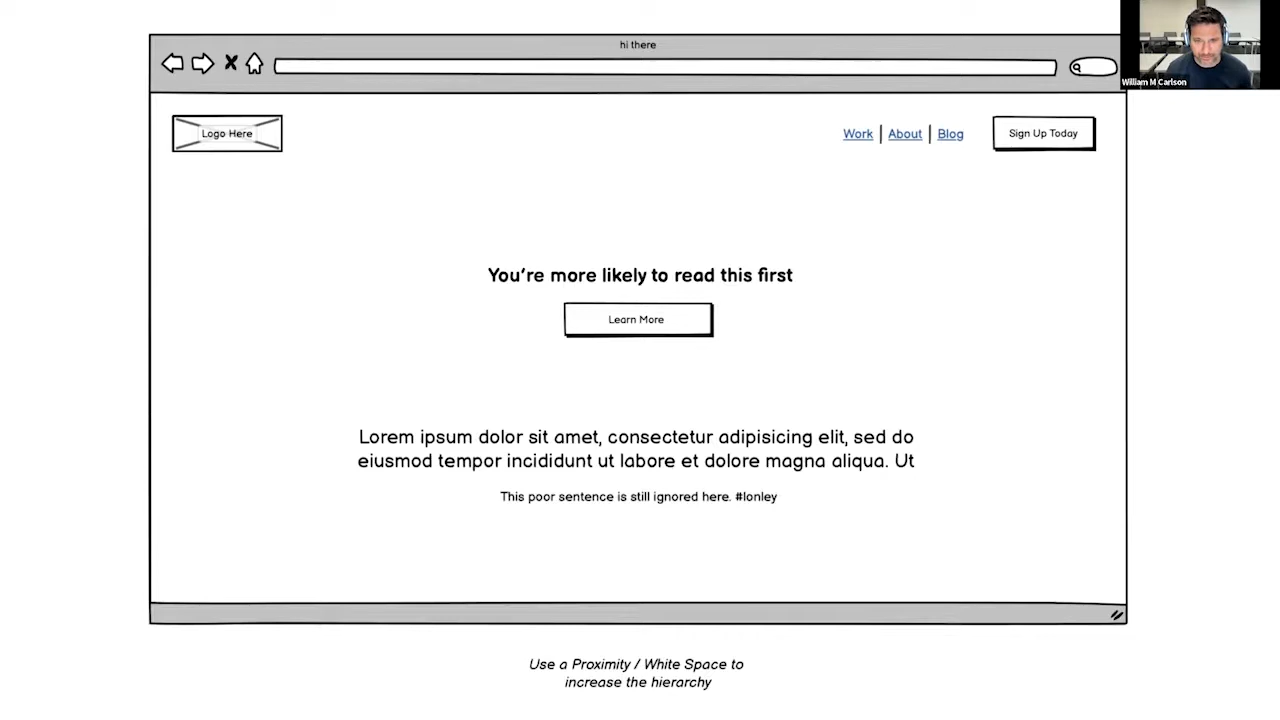 hi there
William M Carlson
Logo Here
Work | About | Blog
Sign Up Today
You're more likely to read this first
Learn More
Lorem ipsum dolor sit amet, consectetur adipisicing elit, sed do
eiusmod tempor incididunt ut labore et dolore magna aliqua. Ut
This poor sentence is still ignored here. #lonley
Use a Proximity / White Space to
increase the hierarchy